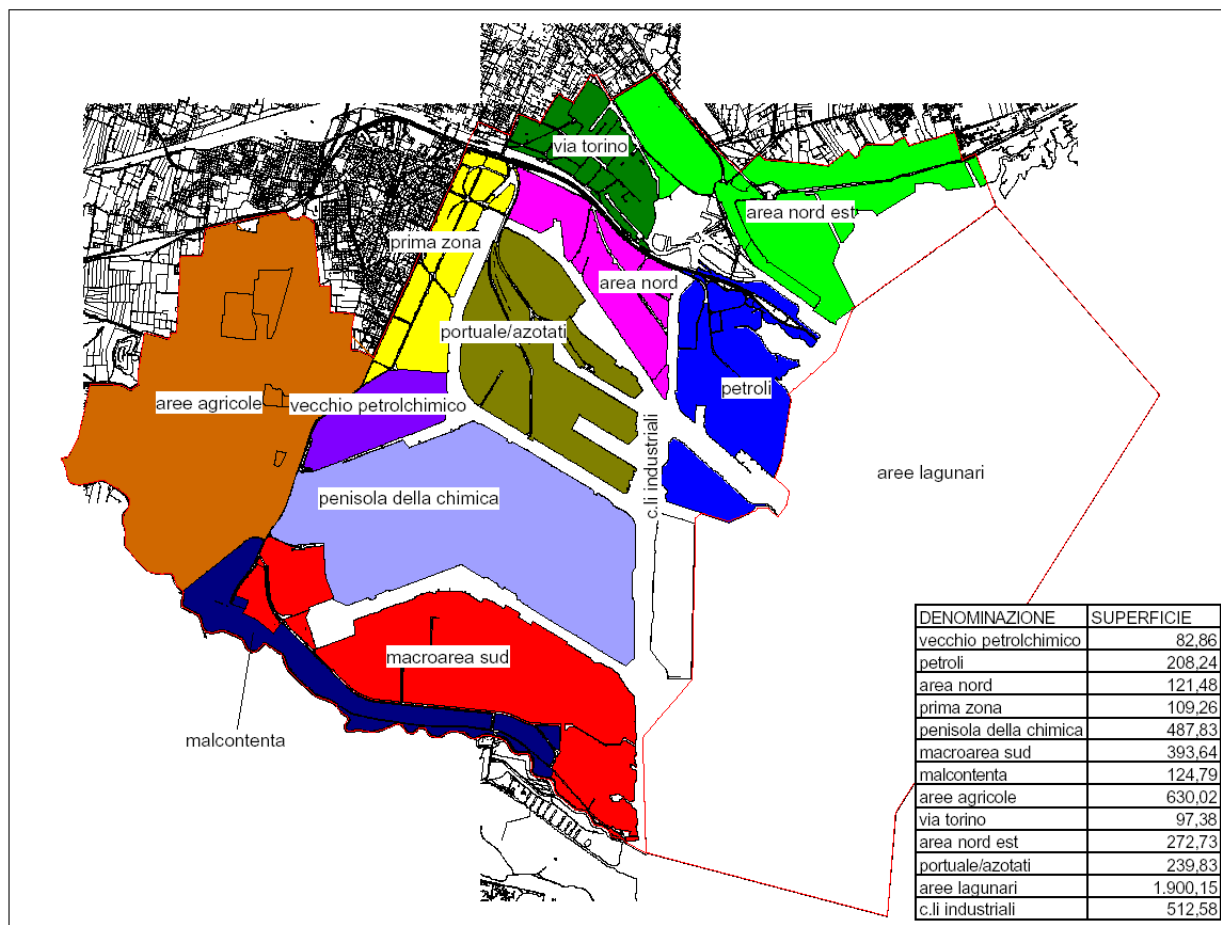 via torino
area nord est
prima zona
area nord
portuale/azotati
petroli
aree agricole
vecchio petrolchimico
c.li industriali
aree lagunari
penisola della chimica
macroarea sud
malcontenta
DENOMINAZIONE SUPERFICIE
vecchio petrolchimico 82,86
petroli 208,24
area nord 121,48
prima zona 109,26
penisola della chimica 487,83
macroarea sud 393,64
malcontenta 124,79
aree agricole 630,02
via torino 97,38
area nord est 272,73
portuale/azotati 239,83
aree lagunari 1.900,15
c.li industriali 512,58